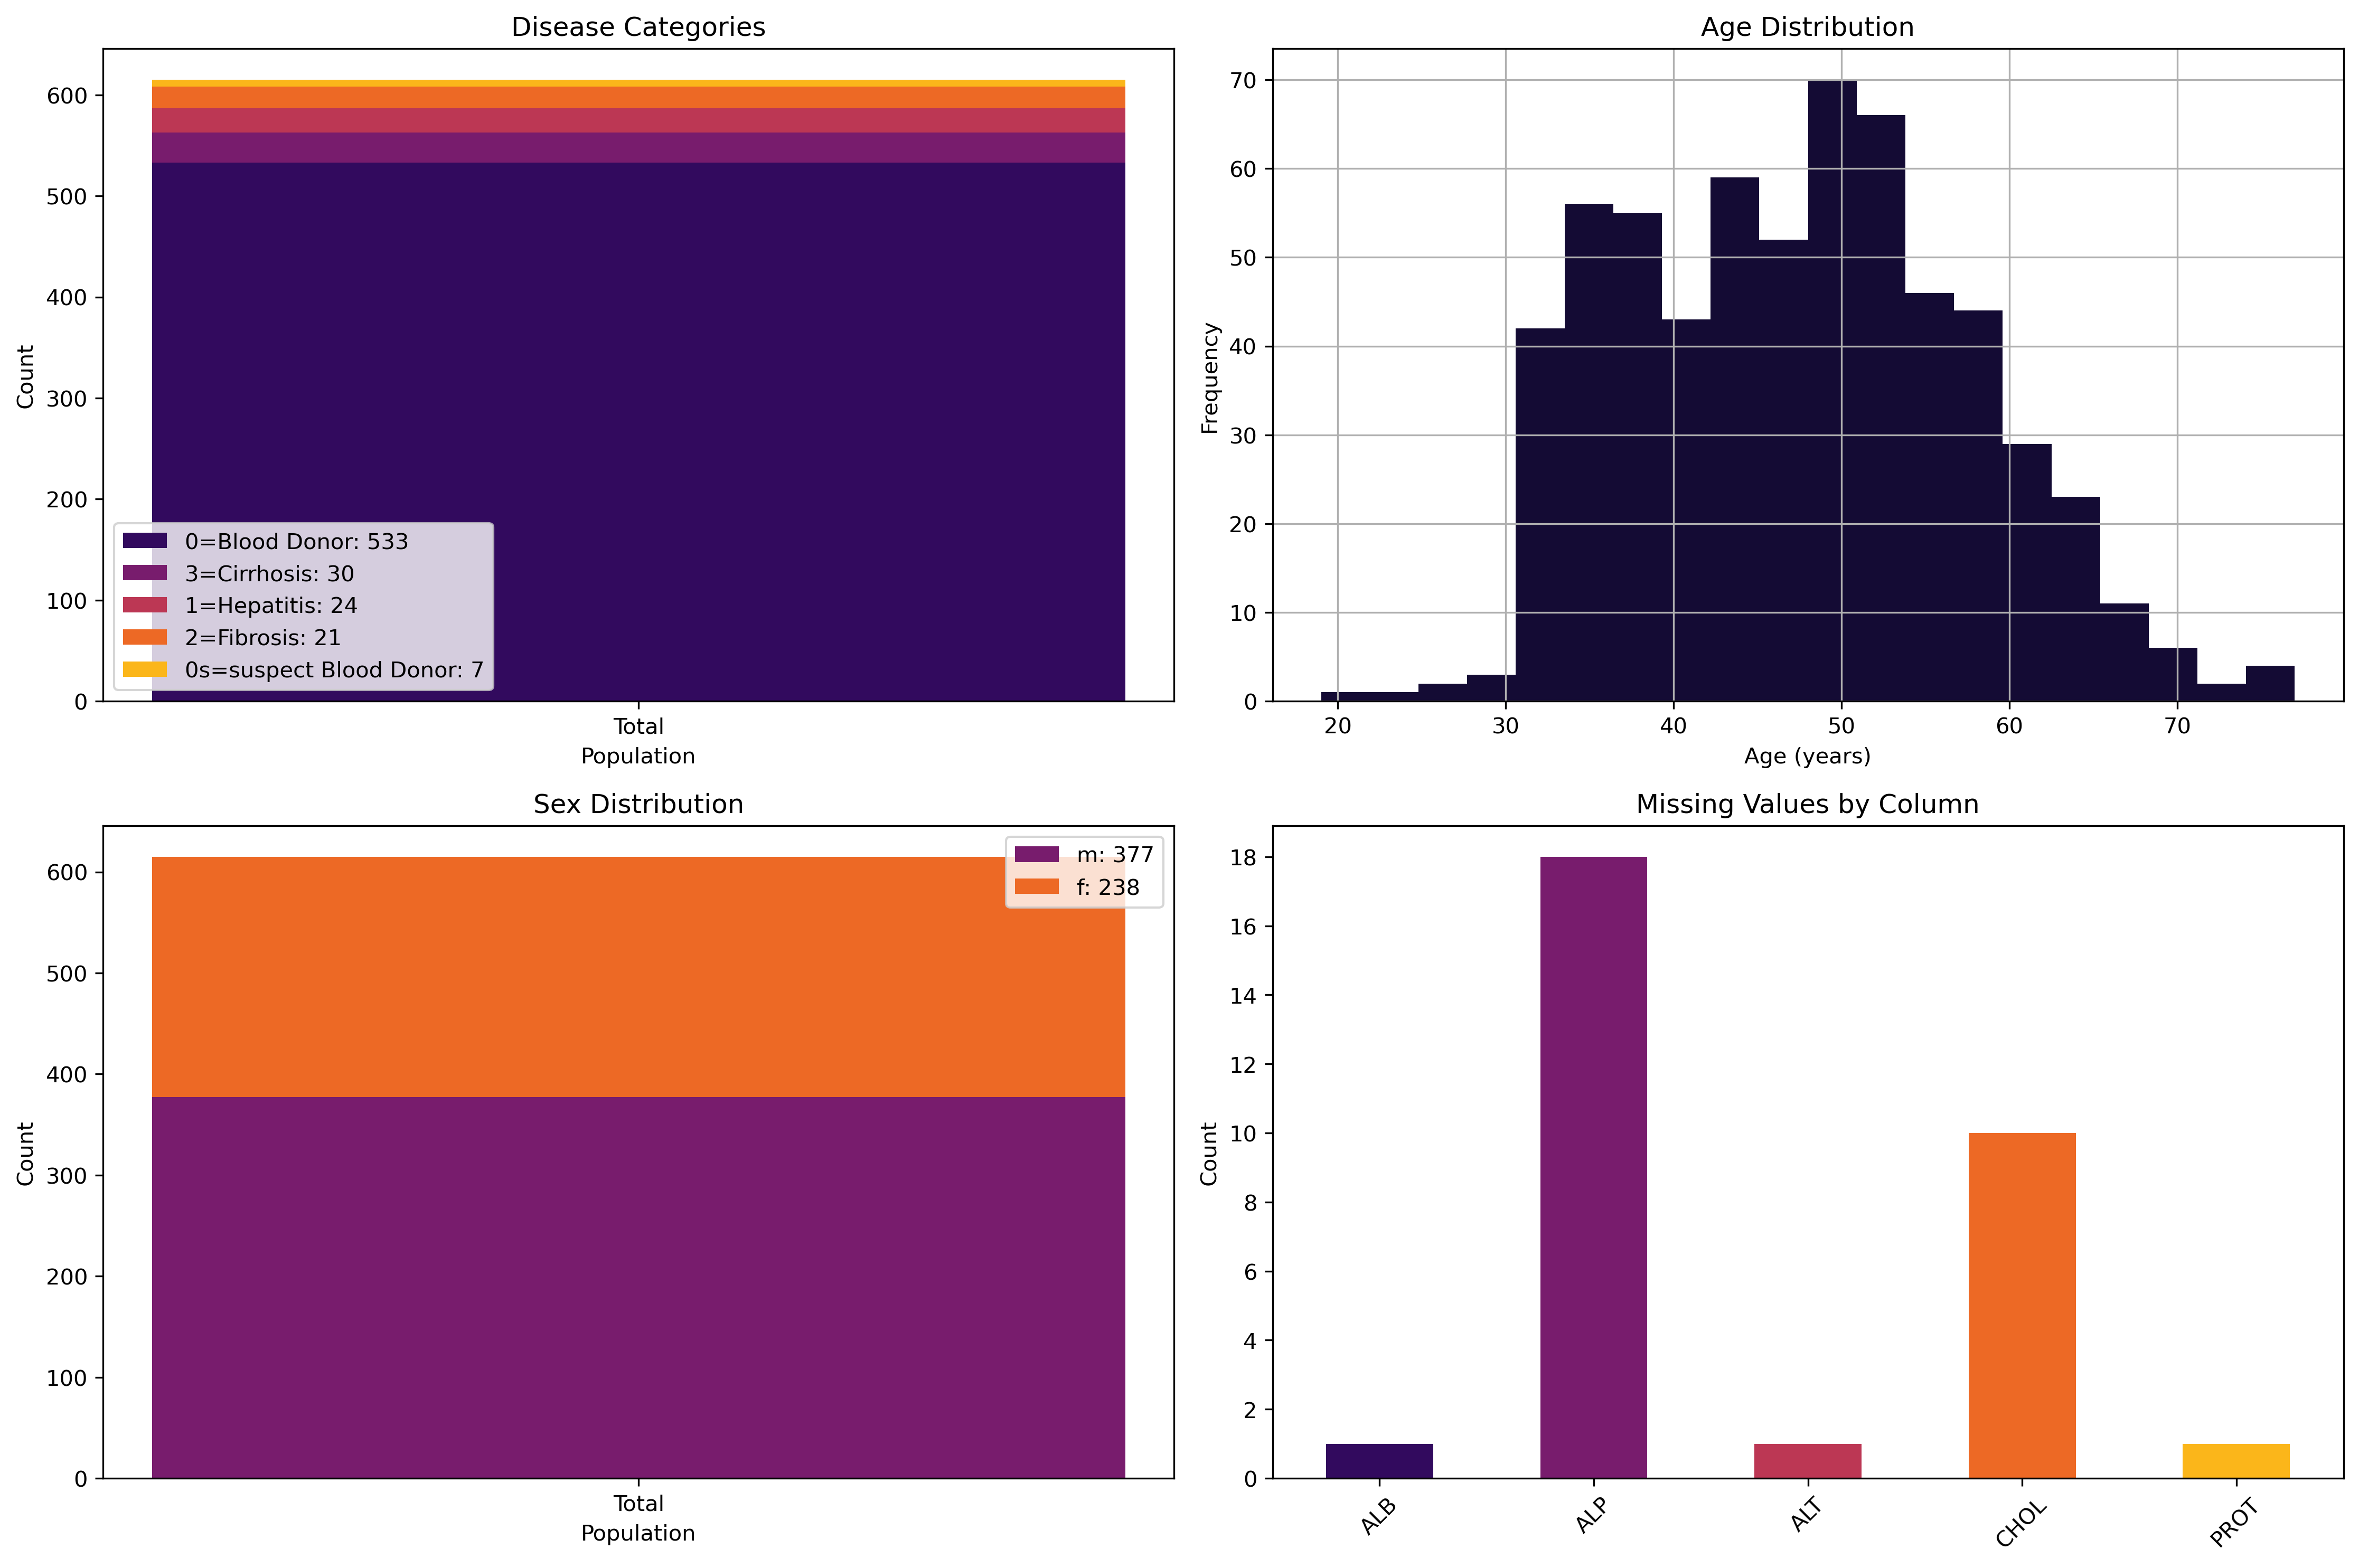 Disease Categories
600
500
400
300
200
100
0
Count
0=Blood Donor: 533
3=Cirrhosis: 30
1=Hepatitis: 24
2=Fibrosis: 21
0s=suspect Blood Donor: 7
Total
Population
Age Distribution
70
60
50
40
30
20
10
0
Frequency
20 30 40 50 60 70
Age (years)
Sex Distribution
600
500
400
300
200
100
0
Count
m: 377
f: 238
Total
Population
Missing Values by Column
18
16
14
12
10
8
6
4
2
0
Count
ALB ALP ALT CHOL PROT